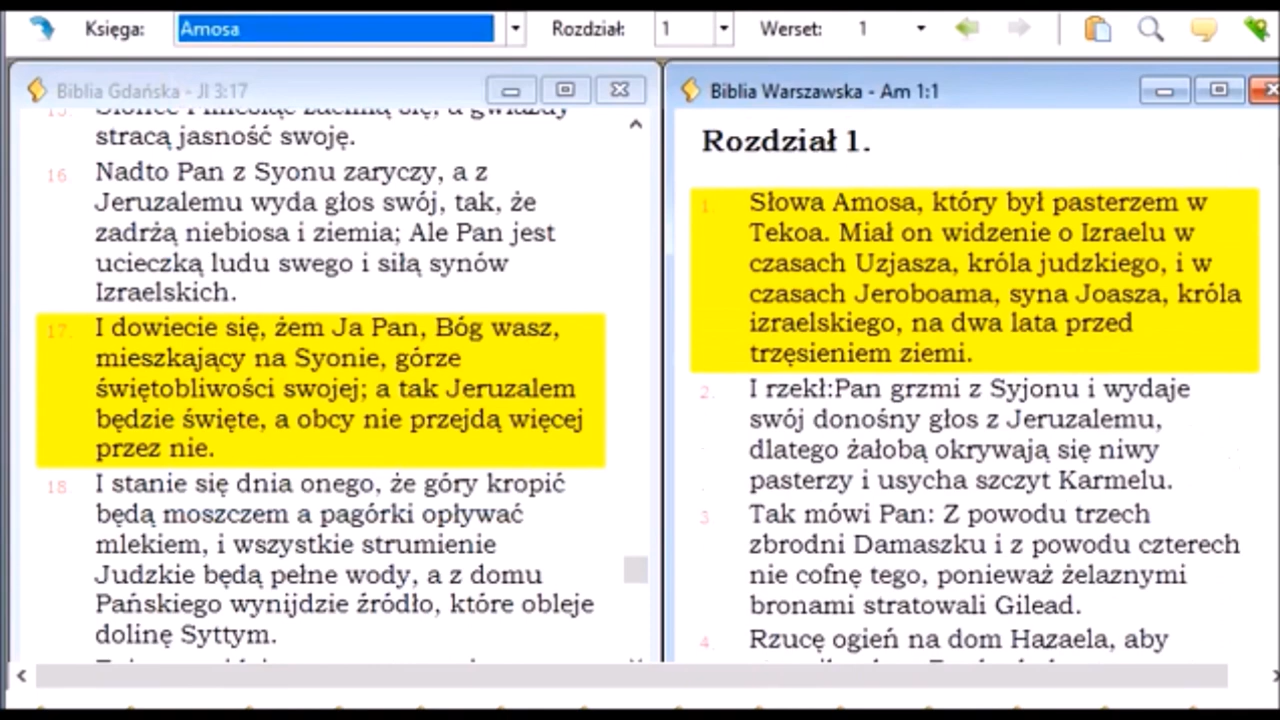 Księga: Amosa Rozdział: 1 Werset: 1
Biblia Gdańska - Jl 3:17
15. Słońce i miesiąc zaćmią się, a gwiazdy
stracą jasność swoję.
16 Nadto Pan z Syonu zaryczy, a z
Jeruzalemu wyda głos swój, tak, że
zadrżą niebiosa i ziemia; Ale Pan jest
ucieczką ludu swego i siłą synów
Izraelskich.
17. I dowiecie się, żem Ja Pan, Bóg wasz,
mieszkający na Syonie, górze
świętobliwości swojej; a tak Jeruzalem
będzie święte, a obcy nie przejdą więcej
przez nie.
18 I stanie się dnia onego, że góry kropić
będą moszczem a pagórki opływać
mlekiem, i wszystkie strumienie
Judzkie będą pełne wody, a z domu
Pańskiego wynijdzie źródło, które obleje
dolinę Syttym.
Biblia Warszawska - Am 1:1
Rozdział 1.
1. Słowa Amosa, który był pasterzem w
Tekoa. Miał on widzenie o Izraelu w
czasach Uzjasza, króla judzkiego, i w
czasach Jeroboama, syna Joasza, króla
izraelskiego, na dwa lata przed
trzęsieniem ziemi.
2. I rzekł:Pan grzmi z Syjonu i wydaje
swój donośny głos z Jeruzalemu,
dlatego żałobą okrywają się niwy
pasterzy i usycha szczyt Karmelu.
3 Tak mówi Pan: Z powodu trzech
zbrodni Damaszku i z powodu czterech
nie cofnę tego, ponieważ żelaznymi
bronami stratowali Gilead.
4. Rzucę ogień na dom Hazaela, aby